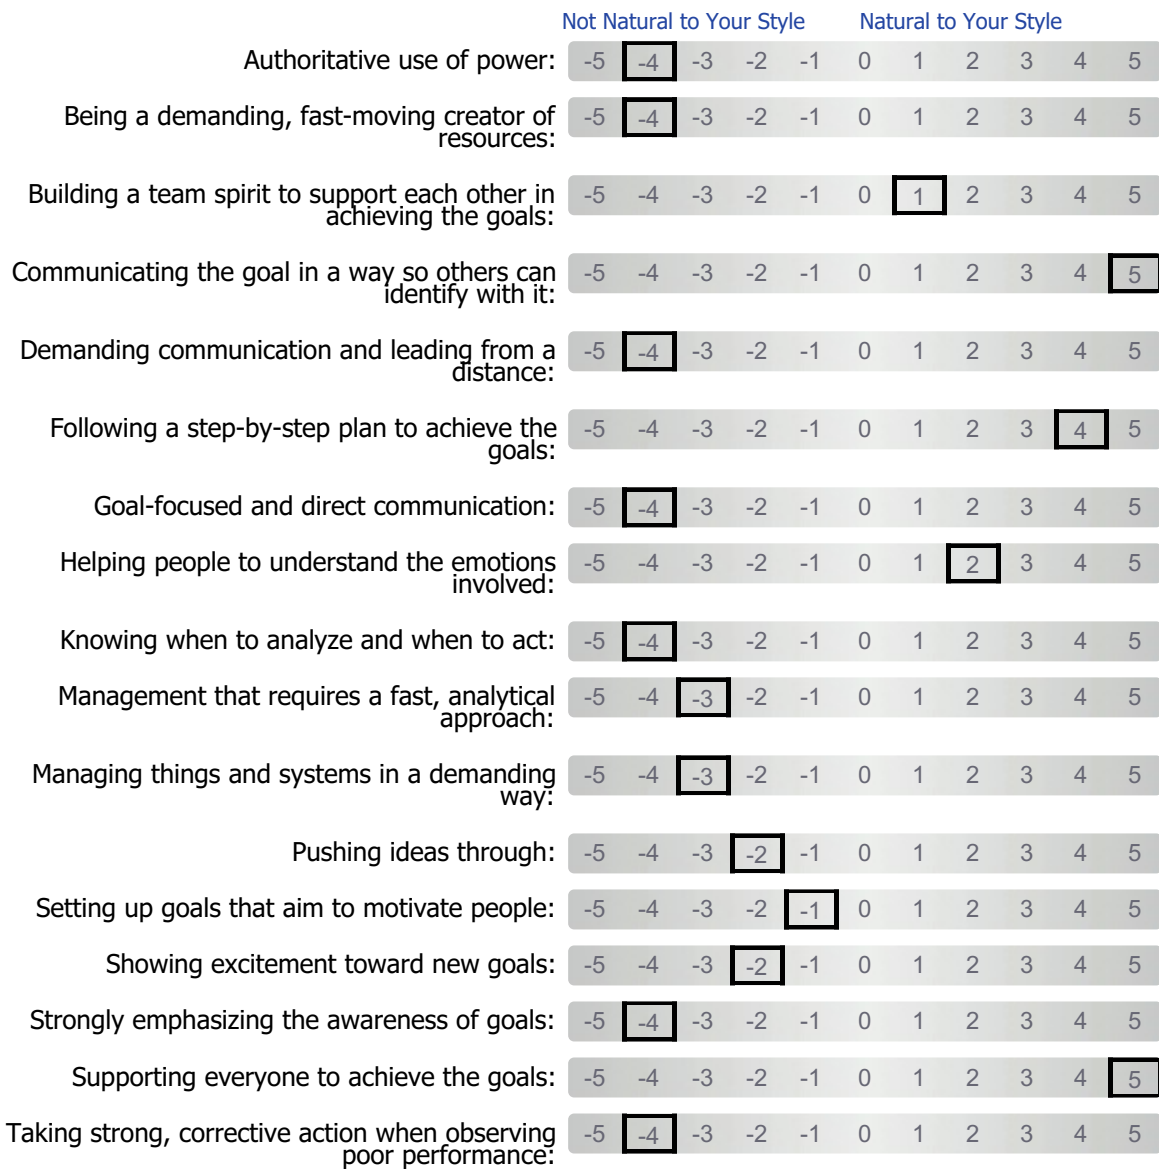 Not Natural to Your Style Natural to Your Style
Authoritative use of power: -5 -4 -3 -2 -1 0 1 2 3 4 5
Being a demanding, fast-moving creator of
resources: -5 -4 -3 -2 -1 0 1 2 3 4 5
Building a team spirit to support each other in
achieving the goals: -5 -4 -3 -2 -1 0 1 2 3 4 5
Communicating the goal in a way so others can
identify with it: -5 -4 -3 -2 -1 0 1 2 3 4 5
Demanding communication and leading from a
distance: -5 -4 -3 -2 -1 0 1 2 3 4 5
Following a step-by-step plan to achieve the
goals: -5 -4 -3 -2 -1 0 1 2 3 4 5
Goal-focused and direct communication: -5 -4 -3 -2 -1 0 1 2 3 4 5
Helping people to understand the emotions
involved: -5 -4 -3 -2 -1 0 1 2 3 4 5
Knowing when to analyze and when to act: -5 -4 -3 -2 -1 0 1 2 3 4 5
Management that requires a fast, analytical
approach: -5 -4 -3 -2 -1 0 1 2 3 4 5
Managing things and systems in a demanding
way: -5 -4 -3 -2 -1 0 1 2 3 4 5
Pushing ideas through: -5 -4 -3 -2 -1 0 1 2 3 4 5
Setting up goals that aim to motivate people: -5 -4 -3 -2 -1 0 1 2 3 4 5
Showing excitement toward new goals: -5 -4 -3 -2 -1 0 1 2 3 4 5
Strongly emphasizing the awareness of goals: -5 -4 -3 -2 -1 0 1 2 3 4 5
Supporting everyone to achieve the goals: -5 -4 -3 -2 -1 0 1 2 3 4 5
Taking strong, corrective action when observing
poor performance: -5 -4 -3 -2 -1 0 1 2 3 4 5